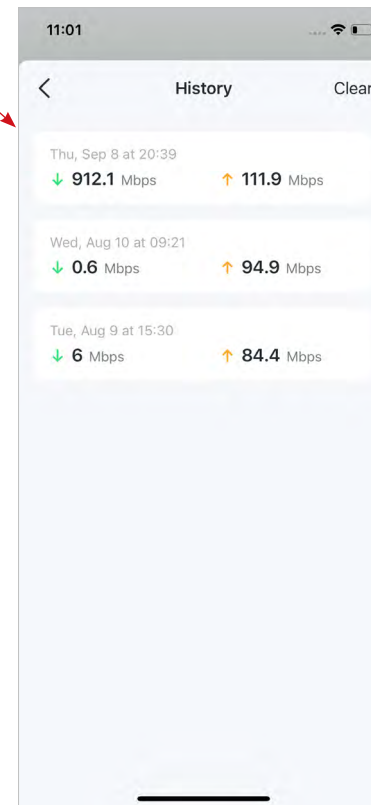 11:01
History Clear
Thu, Sep 8 at 20:39
↓ 912.1 Mbps ↑ 111.9 Mbps
Wed, Aug 10 at 09:21
↓ 0.6 Mbps ↑ 94.9 Mbps
Tue, Aug 9 at 15:30
↓ 6 Mbps ↑ 84.4 Mbps